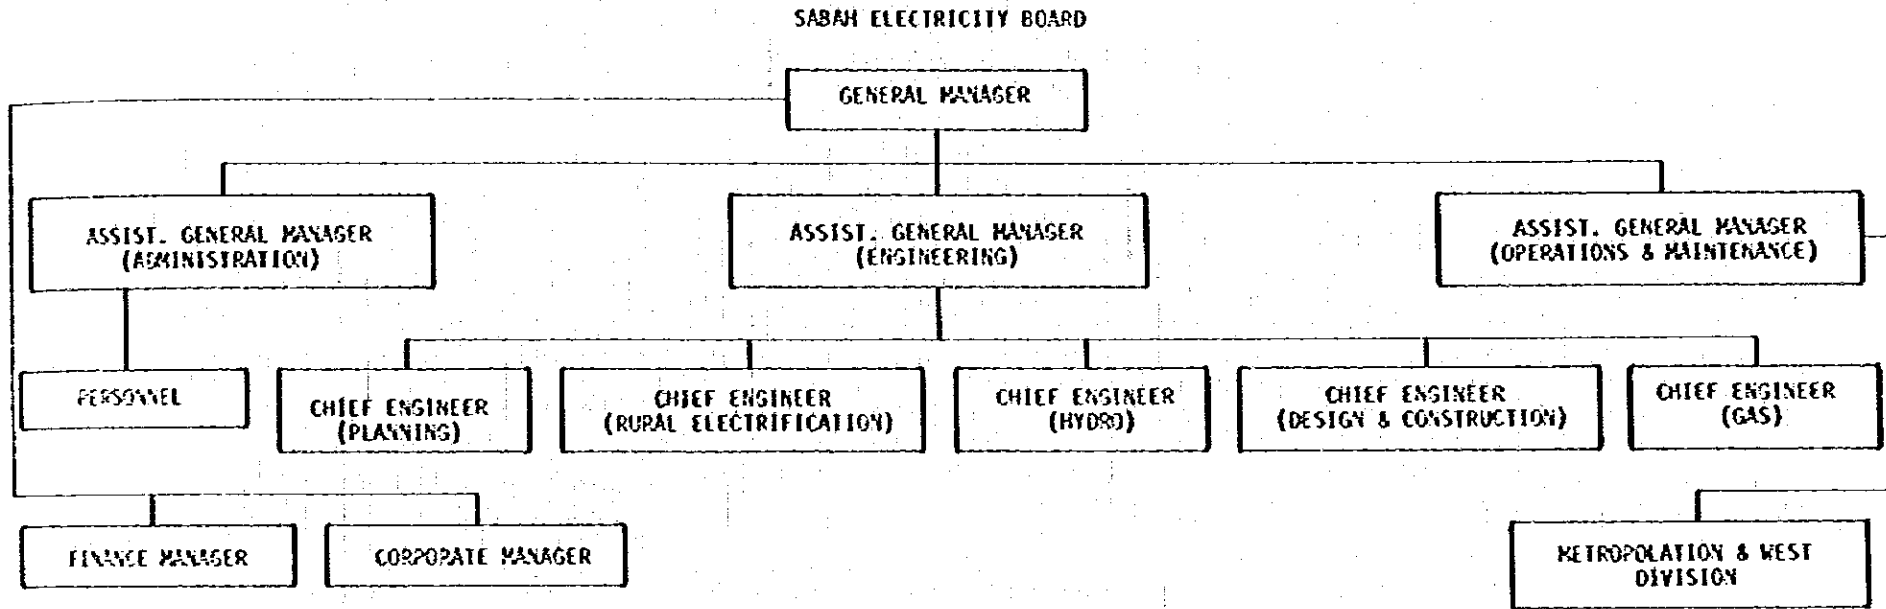 SABAH ELECTRICITY BOARD
GENERAL MANAGER
ASSIST. GENERAL MANAGER
(ADMINISTRATION)
ASSIST. GENERAL MANAGER
(ENGINEERING)
ASSIST. GENERAL MANAGER
(OPERATIONS & MAINTENANCE)
PERSONNEL
CHIEF ENGINEER
(PLANNING)
CHIEF ENGINEER
(RURAL ELECTRIFICATION)
CHIEF ENGINEER
(HYDRO)
CHIEF ENGINEER
(DESIGN & CONSTRUCTION)
CHIEF ENGINEER
(GAS)
FINANCE MANAGER
CORPORATE MANAGER
METROPOLATION & WEST
DIVISION